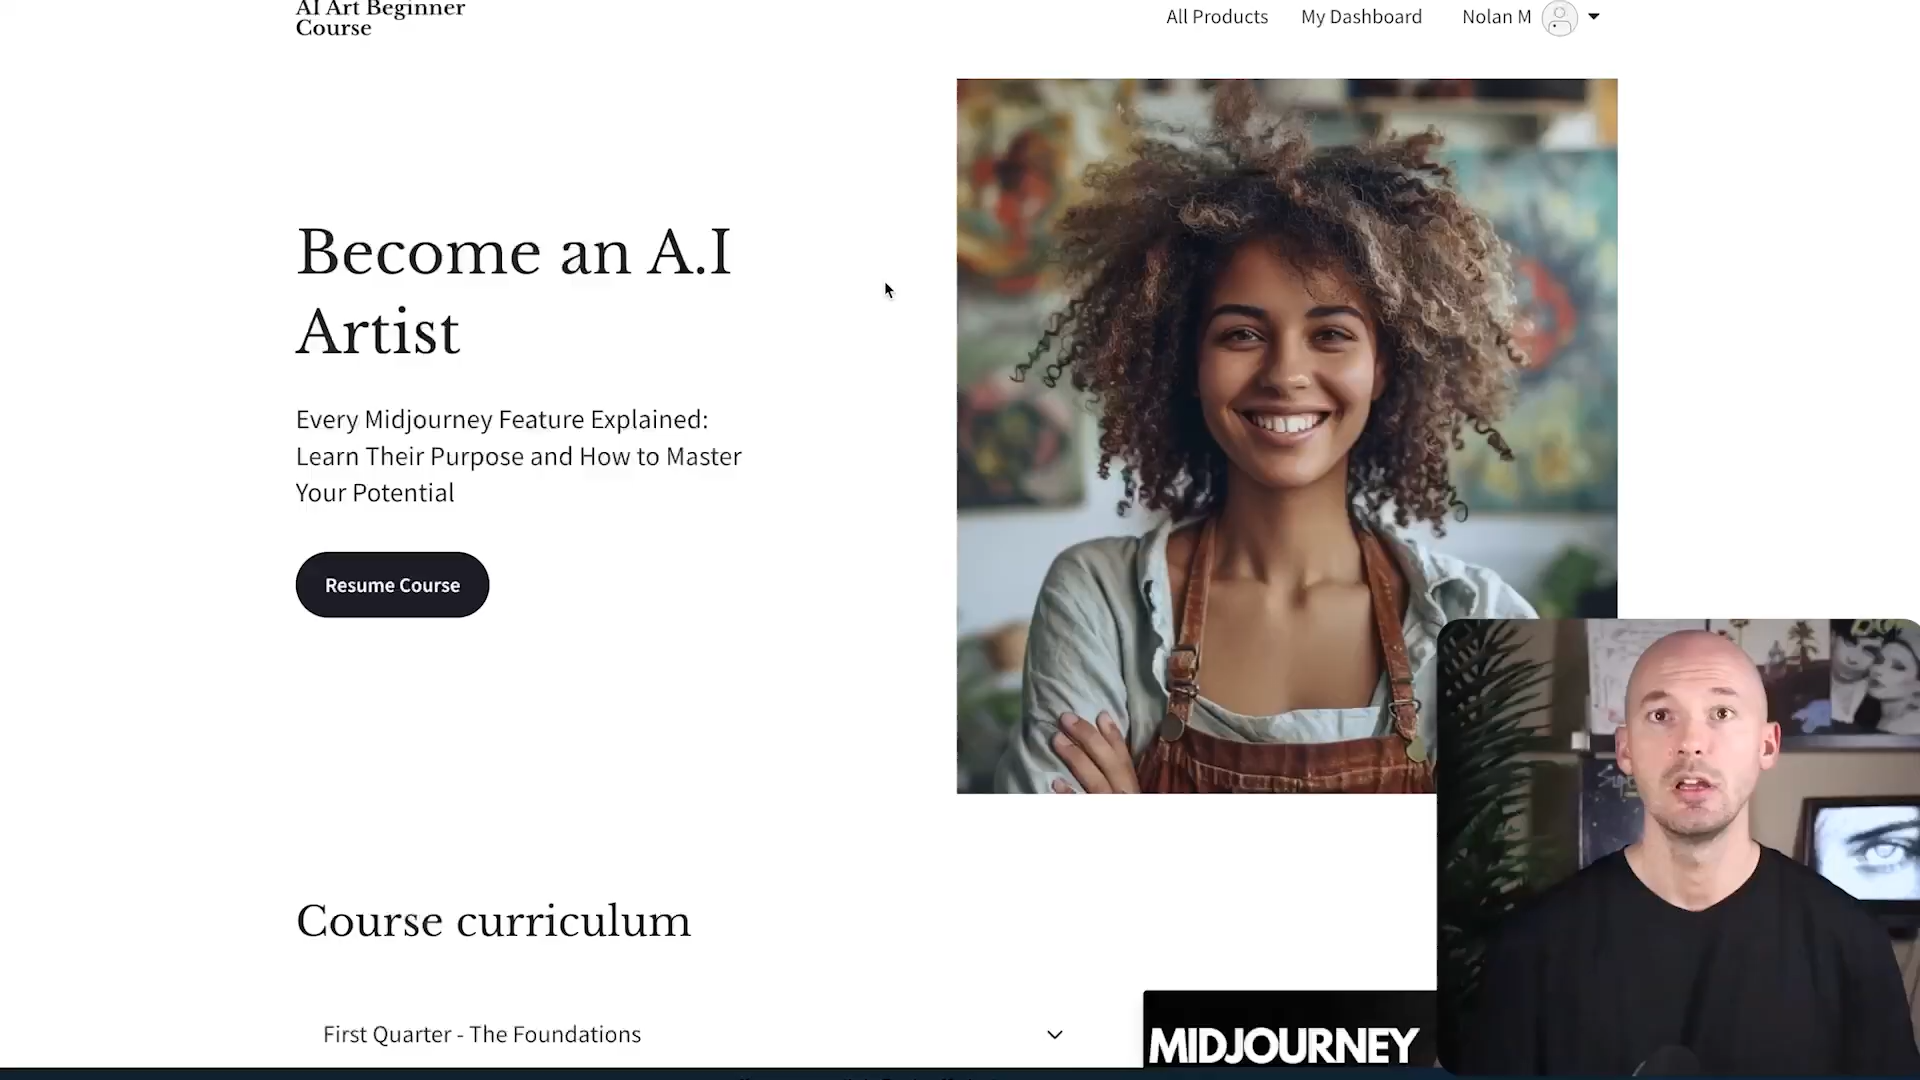 AI Art Beginner
Course
All Products
My Dashboard
Nolan M
Become an A.I
Artist
Every Midjourney Feature Explained:
Learn Their Purpose and How to Master
Your Potential
Resume Course
Course curriculum
First Quarter - The Foundations
MIDJOURNEY